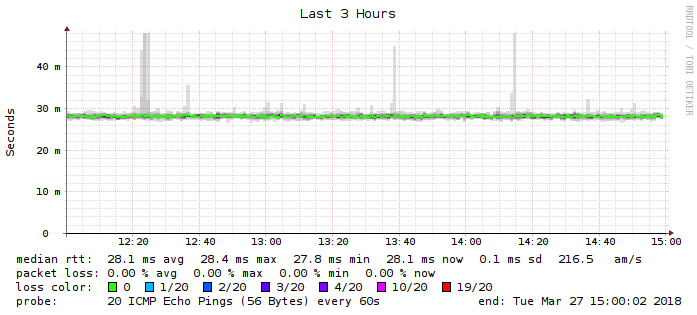 Last 3 Hours
RRDTOOL / TOBI OETIKER
Seconds
40 m
30 m
20 m
10 m
0
12:20 12:40 13:00 13:20 13:40 14:00 14:20 14:40 15:00
median rtt: 28.1 ms avg 28.4 ms max 27.8 ms min 28.1 ms now 0.1 ms sd 216.5 am/s
packet loss: 0.00 % avg 0.00 % max 0.00 % min 0.00 % now
loss color: 0 1/20 2/20 3/20 4/20 10/20 19/20
probe: 20 ICMP Echo Pings (56 Bytes) every 60s end: Tue Mar 27 15:00:02 2018